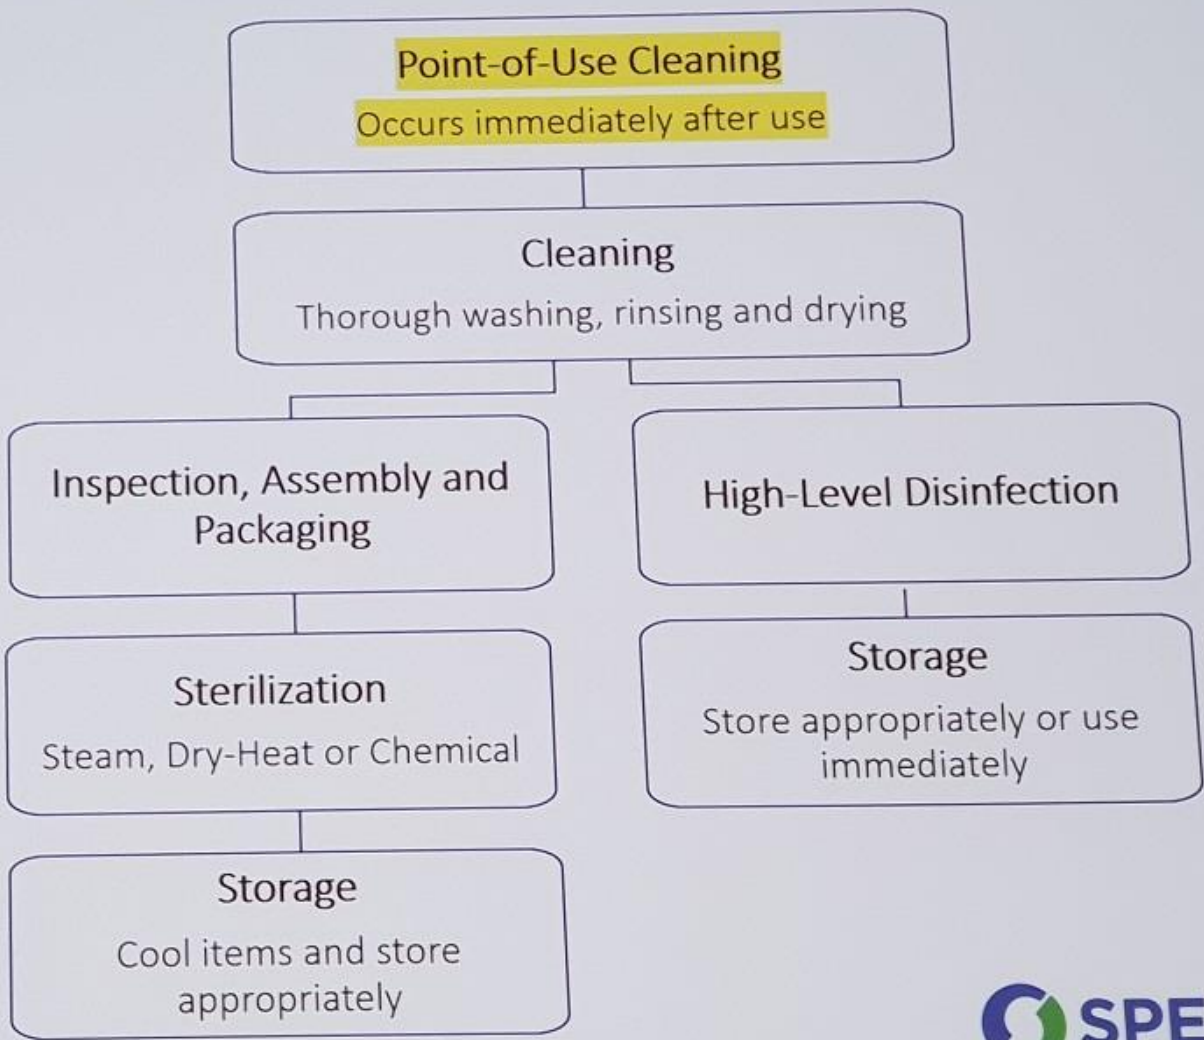 Point-of-Use Cleaning
Occurs immediately after use
Cleaning
Thorough washing, rinsing and drying
Inspection, Assembly and
Packaging
Sterilization
Steam, Dry-Heat or Chemical
Storage
Cool items and store
appropriately
High-Level Disinfection
Storage
Store appropriately or use
immediately
SPE